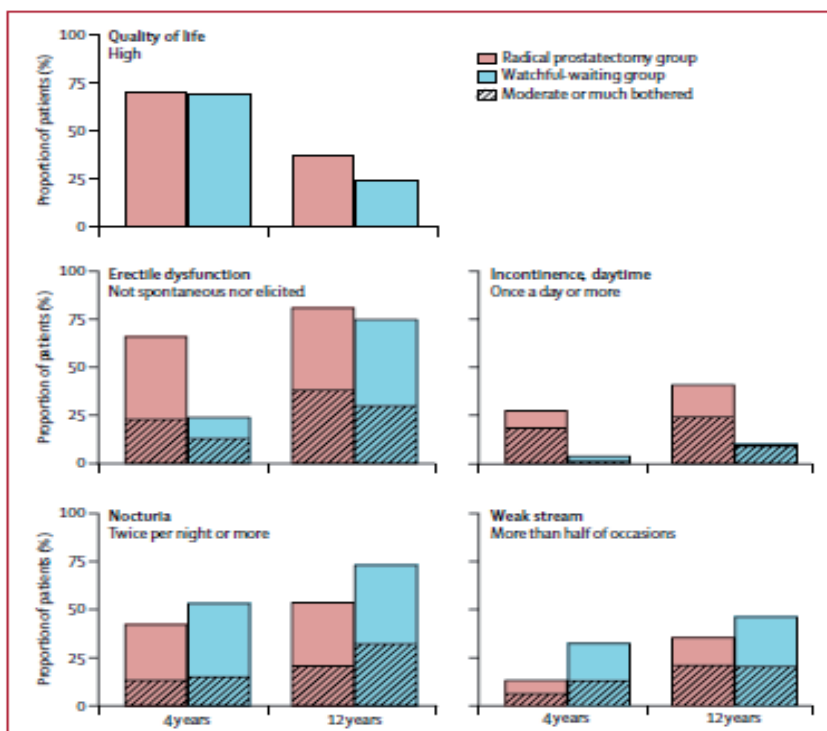 Quality of life
High
100
75
50
25
0
Proportion of patients (%)
Radical prostatectomy group
Watchful-waiting group
Moderate or much bothered
Erectile dysfunction
Not spontaneous nor elicited
100
75
50
25
0
Proportion of patients (%)
Incontinence, daytime
Once a day or more
Nocturia
Twice per night or more
100
75
50
25
0
Proportion of patients (%)
4 years
12 years
Weak stream
More than half of occasions
4 years
12 years